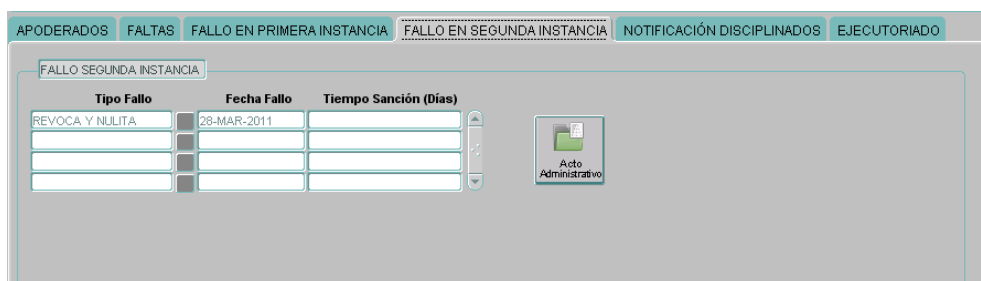 APODERADOS FALTAS FALLO EN PRIMERA INSTANCIA FALLO EN SEGUNDA INSTANCIA NOTIFICACIÓN DISCIPLINADOS EJECUTORIADO
FALLO SEGUNDA INSTANCIA
Tipo Fallo Fecha Fallo Tiempo Sanción (Días)
REVOCA Y NULITA 28-MAR-2011
Acto
Administrativo